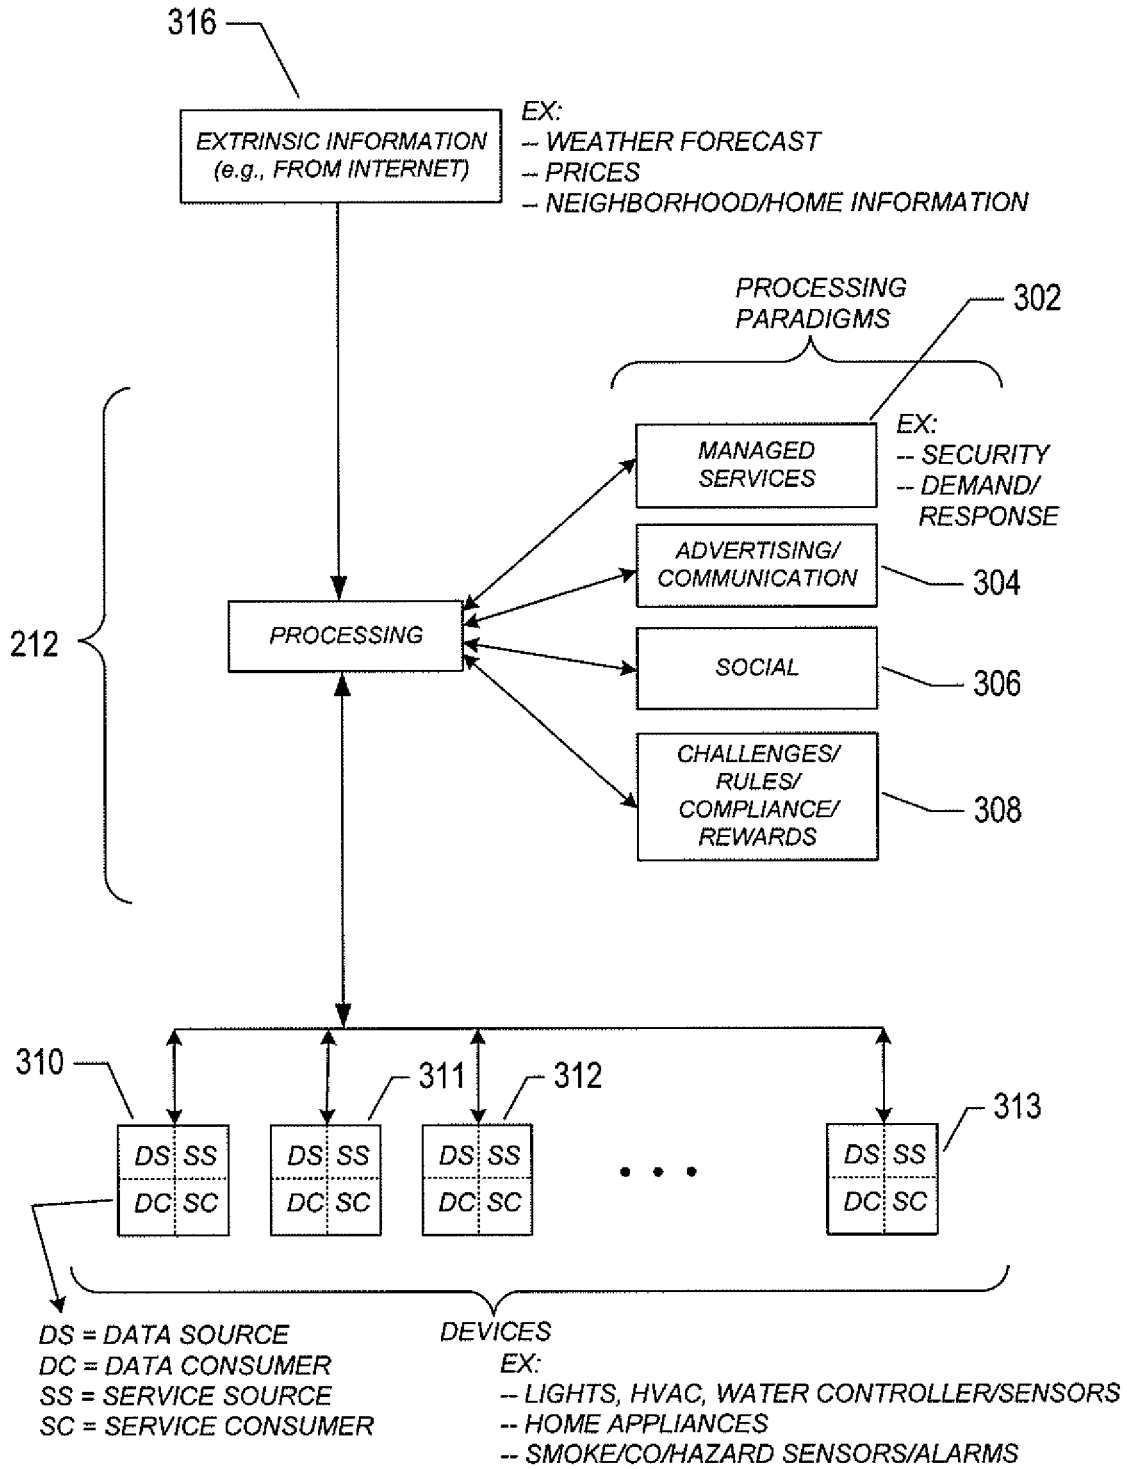 316
EXTRINSIC INFORMATION
(e.g., FROM INTERNET)
EX:
-- WEATHER FORECAST
-- PRICES
-- NEIGHBORHOOD/HOME INFORMATION
PROCESSING
PARADIGMS
302
MANAGED
SERVICES
EX:
-- SECURITY
-- DEMAND/
RESPONSE
ADVERTISING/
COMMUNICATION
304
212
PROCESSING
SOCIAL
306
CHALLENGES/
RULES/
COMPLIANCE/
REWARDS
308
310
311
312
313
DS SS
DC SC
DS SS
DC SC
DS SS
DC SC
• • •
DS SS
DC SC
DS = DATA SOURCE
DC = DATA CONSUMER
SS = SERVICE SOURCE
SC = SERVICE CONSUMER
DEVICES
EX:
-- LIGHTS, HVAC, WATER CONTROLLER/SENSORS
-- HOME APPLIANCES
-- SMOKE/CO/HAZARD SENSORS/ALARMS